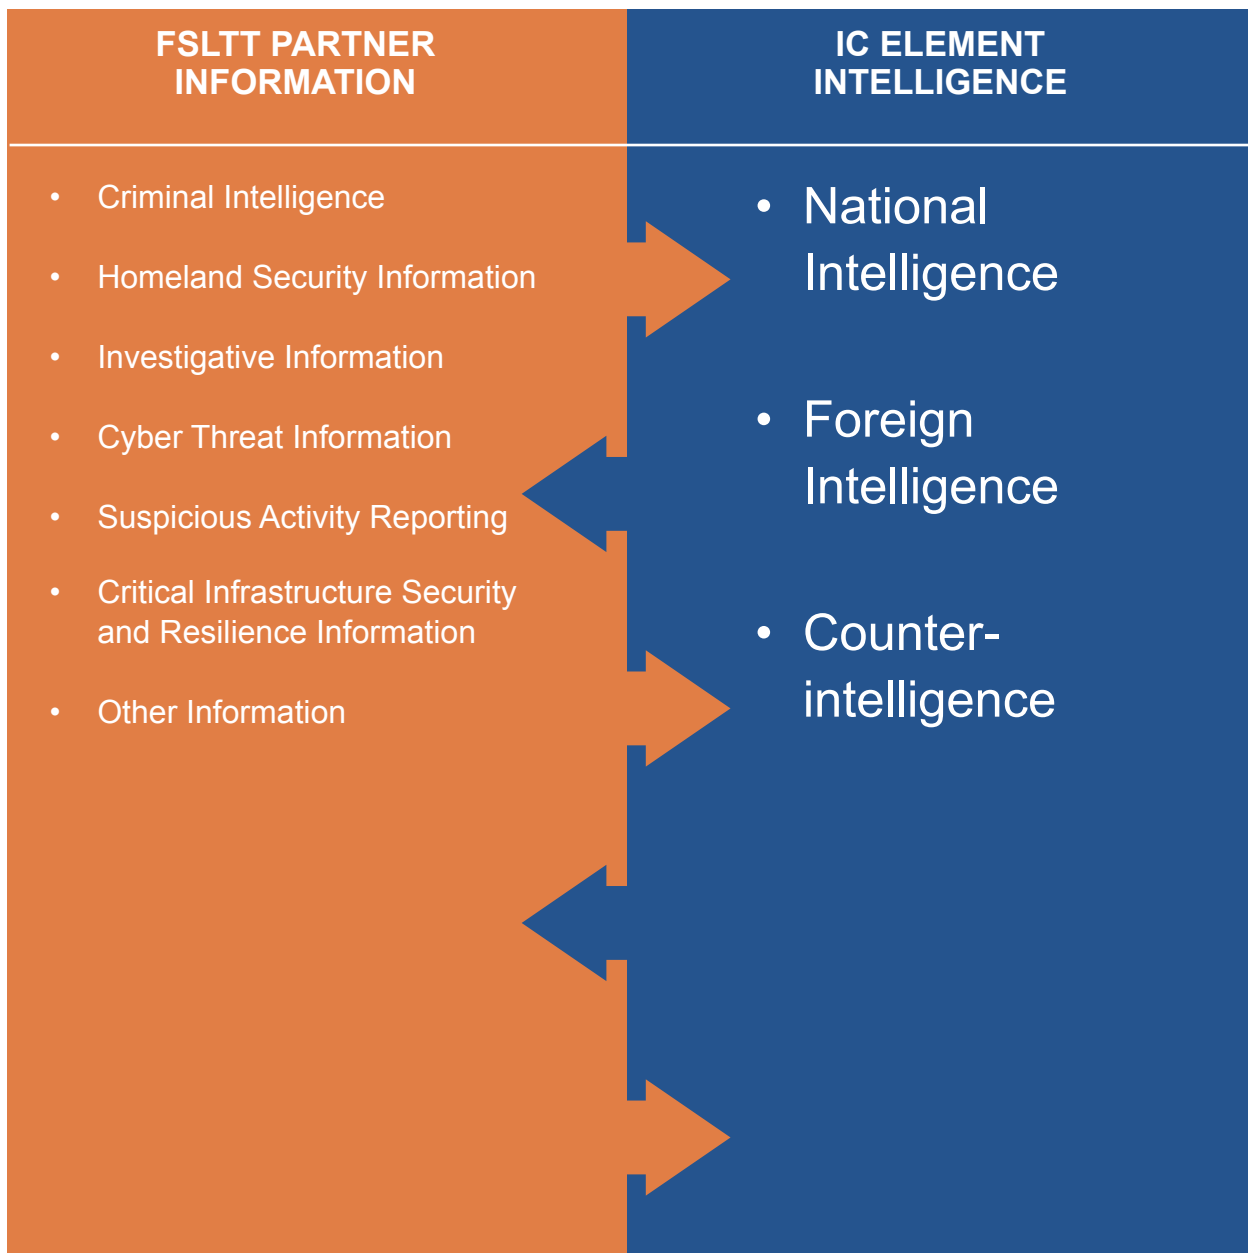 FSLTT PARTNER
INFORMATION
• Criminal Intelligence
• Homeland Security Information
• Investigative Information
• Cyber Threat Information
• Suspicious Activity Reporting
• Critical Infrastructure Security
and Resilience Information
• Other Information
IC ELEMENT
INTELLIGENCE
• National
Intelligence
• Foreign
Intelligence
• Counter-
intelligence